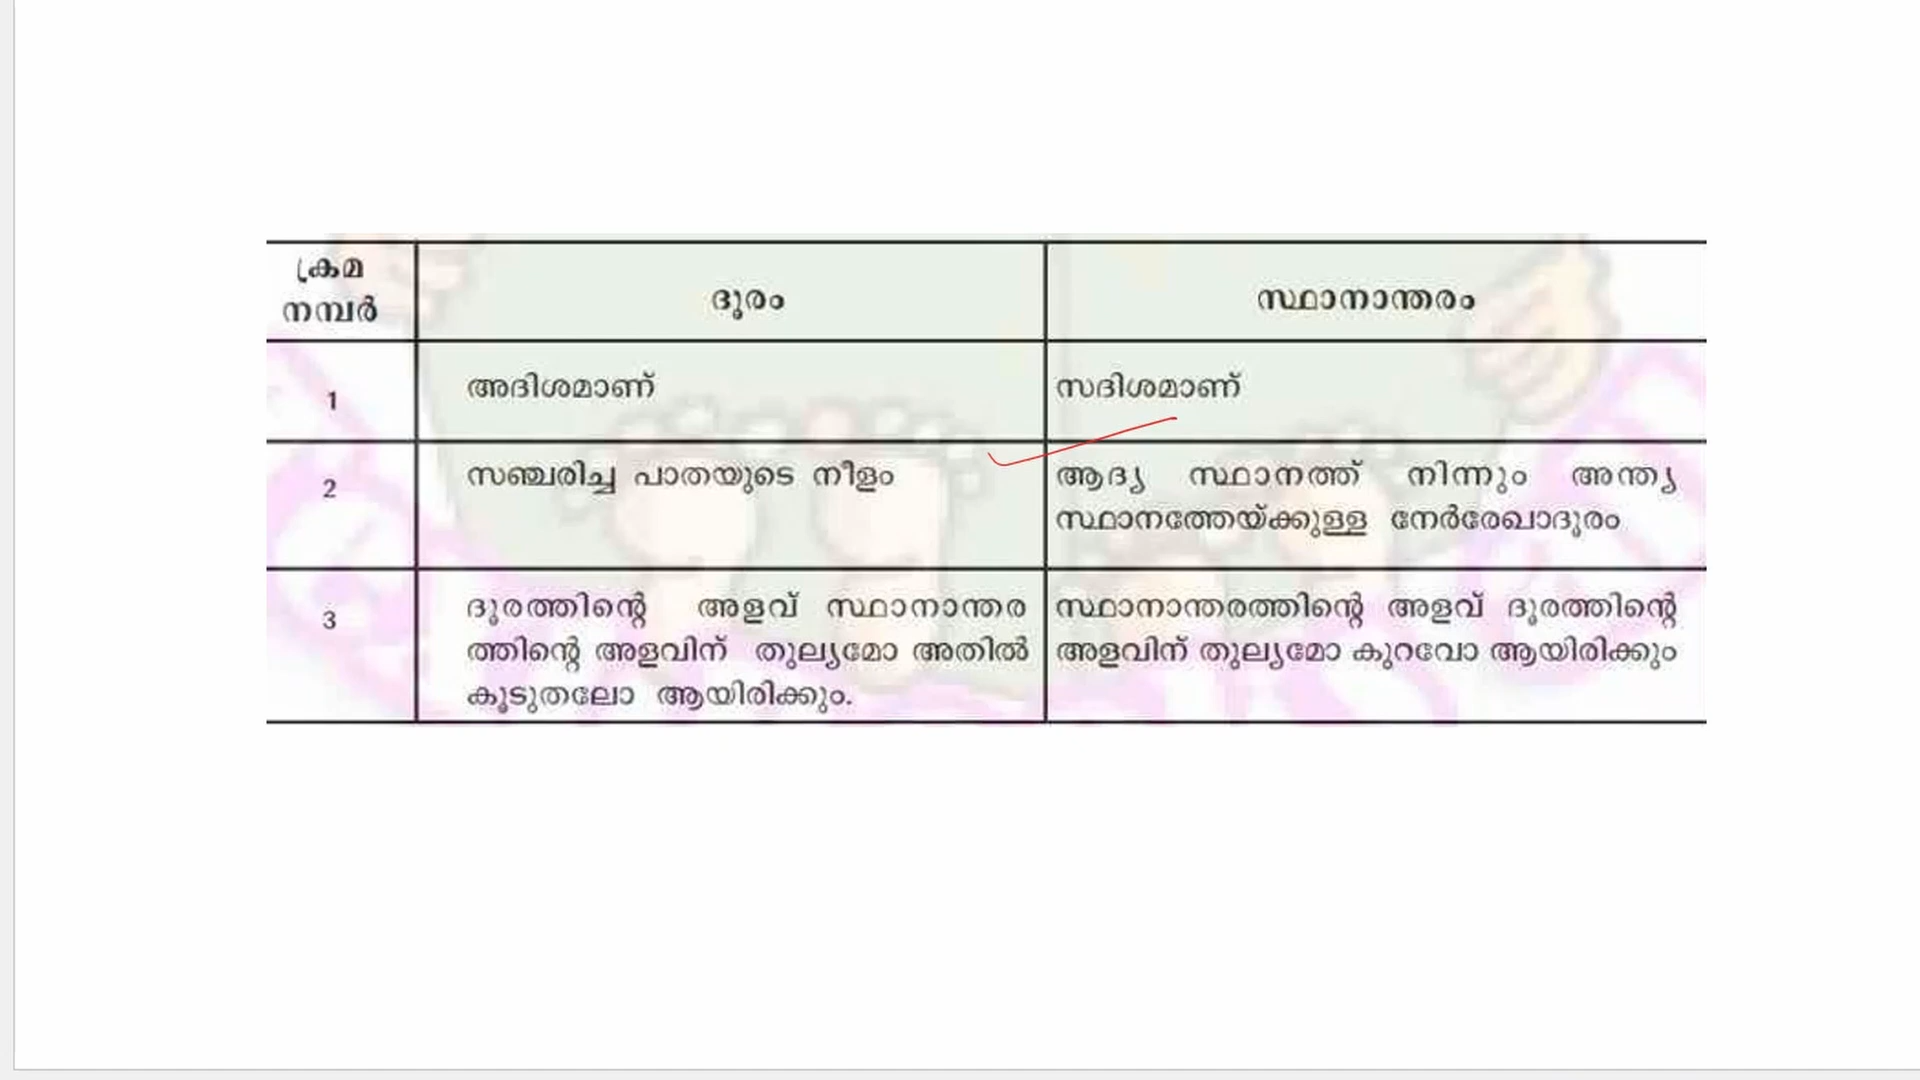 ക്രമ
നമ്പർ
ദൂരം
സ്ഥാനാന്തരം
1
അദിശമാണ്
സദിശമാണ്
2
സഞ്ചരിച്ച പാതയുടെ നീളം
ആദ്യ സ്ഥാനത്ത് നിന്നും അന്ത്യ
സ്ഥാനത്തേയ്ക്കുള്ള നേർരേഖാദൂരം
3
ദൂരത്തിന്റെ അളവ് സ്ഥാനാന്തര
ത്തിന്റെ അളവിന് തുല്യമോ അതിൽ
കൂടുതലോ ആയിരിക്കും.
സ്ഥാനാന്തരത്തിന്റെ അളവ് ദൂരത്തിന്റെ
അളവിന് തുല്യമോ കുറവോ ആയിരിക്കും